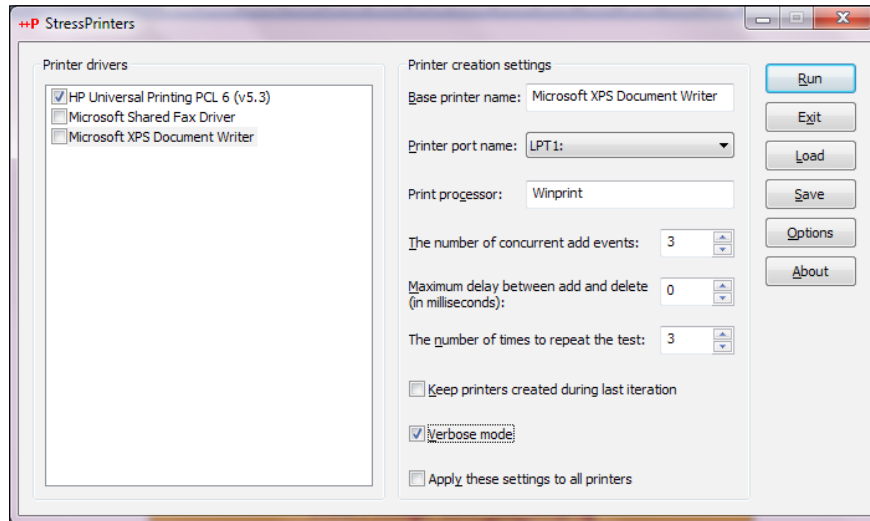 ++P StressPrinters
Printer drivers
HP Universal Printing PCL 6 (v5.3)
Microsoft Shared Fax Driver
Microsoft XPS Document Writer
Printer creation settings
Base printer name: Microsoft XPS Document Writer
Printer port name: LPT1:
Print processor: Winprint
The number of concurrent add events: 3
Maximum delay between add and delete
(in milliseconds): 0
The number of times to repeat the test: 3
Keep printers created during last iteration
Verbose mode
Apply these settings to all printers
Run
Exit
Load
Save
Options
About